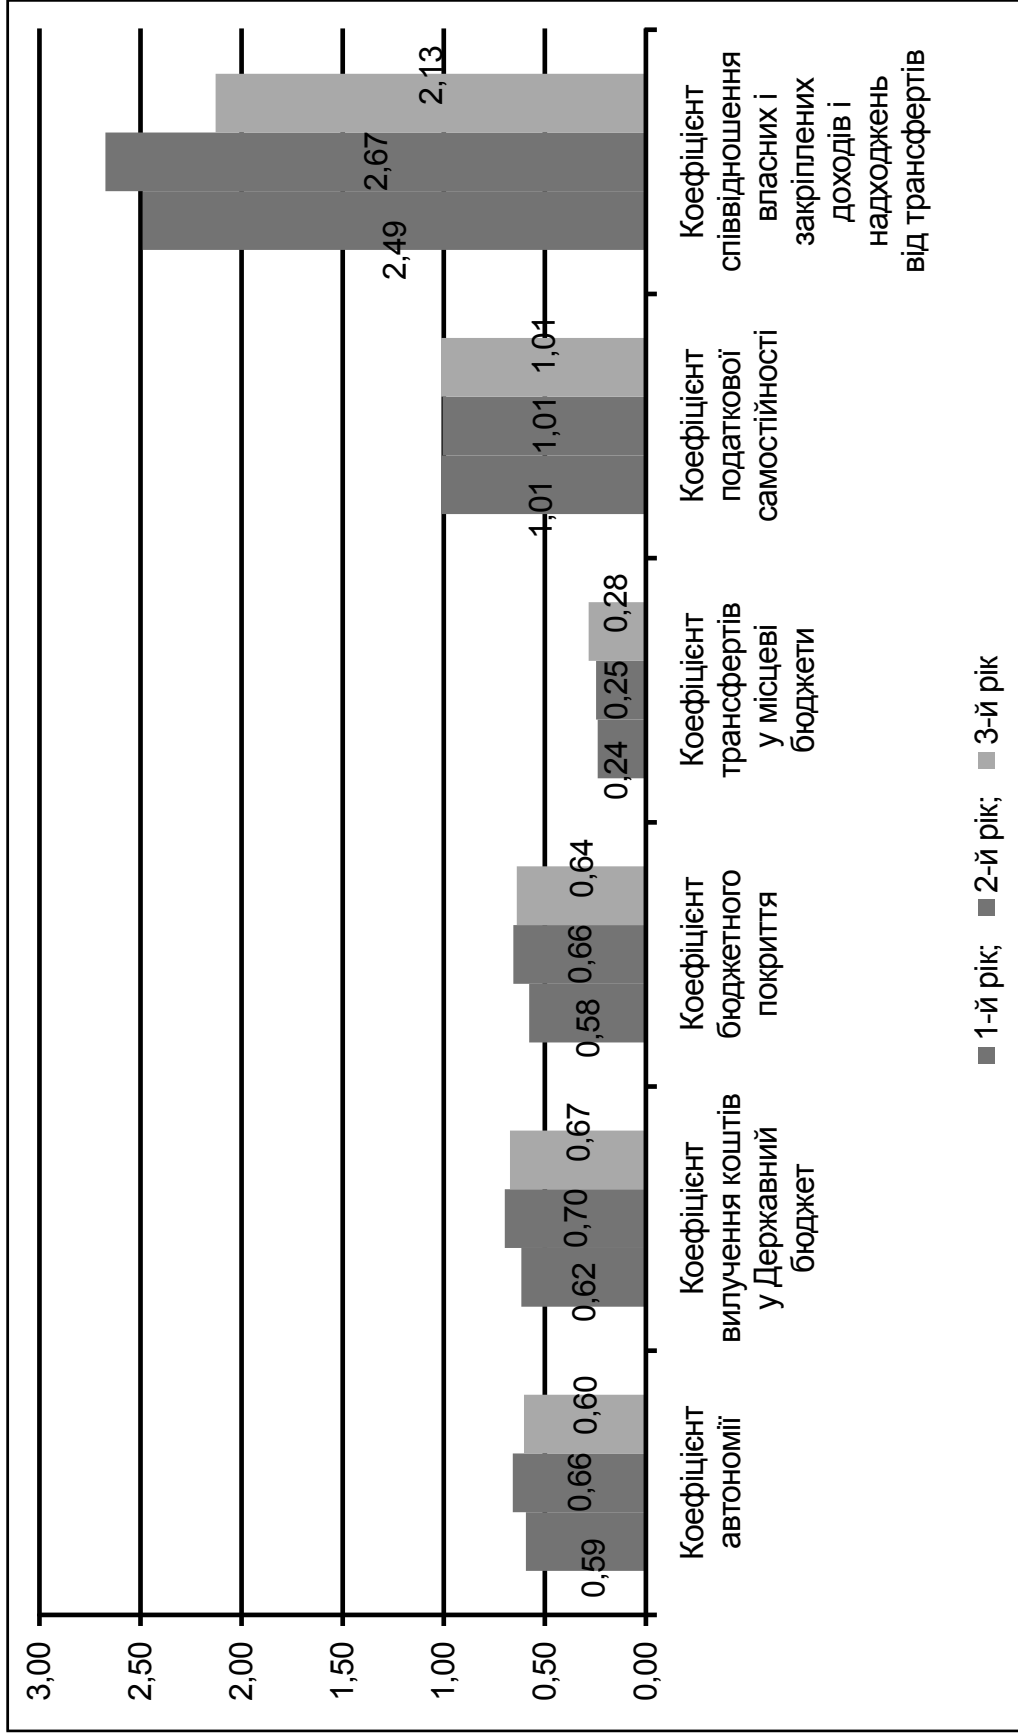 3,00
2,50
2,00
1,50
1,00
0,50
0,00
0,59
0,66
0,60
0,62
0,70
0,67
0,58
0,66
0,64
0,24
0,25
0,28
1,01
1,01
1,01
2,49
2,67
2,13
Коефіцієнт
автономії
Коефіцієнт
вилучення коштів
у Державний
бюджет
Коефіцієнт
бюджетного
покриття
Коефіцієнт
трансфертів
у місцеві
бюджети
Коефіцієнт
податкової
самостійності
Коефіцієнт
співвідношення
власних і
закріплених
доходів і
надходжень
від трансфертів
1-й рік; 2-й рік; 3-й рік